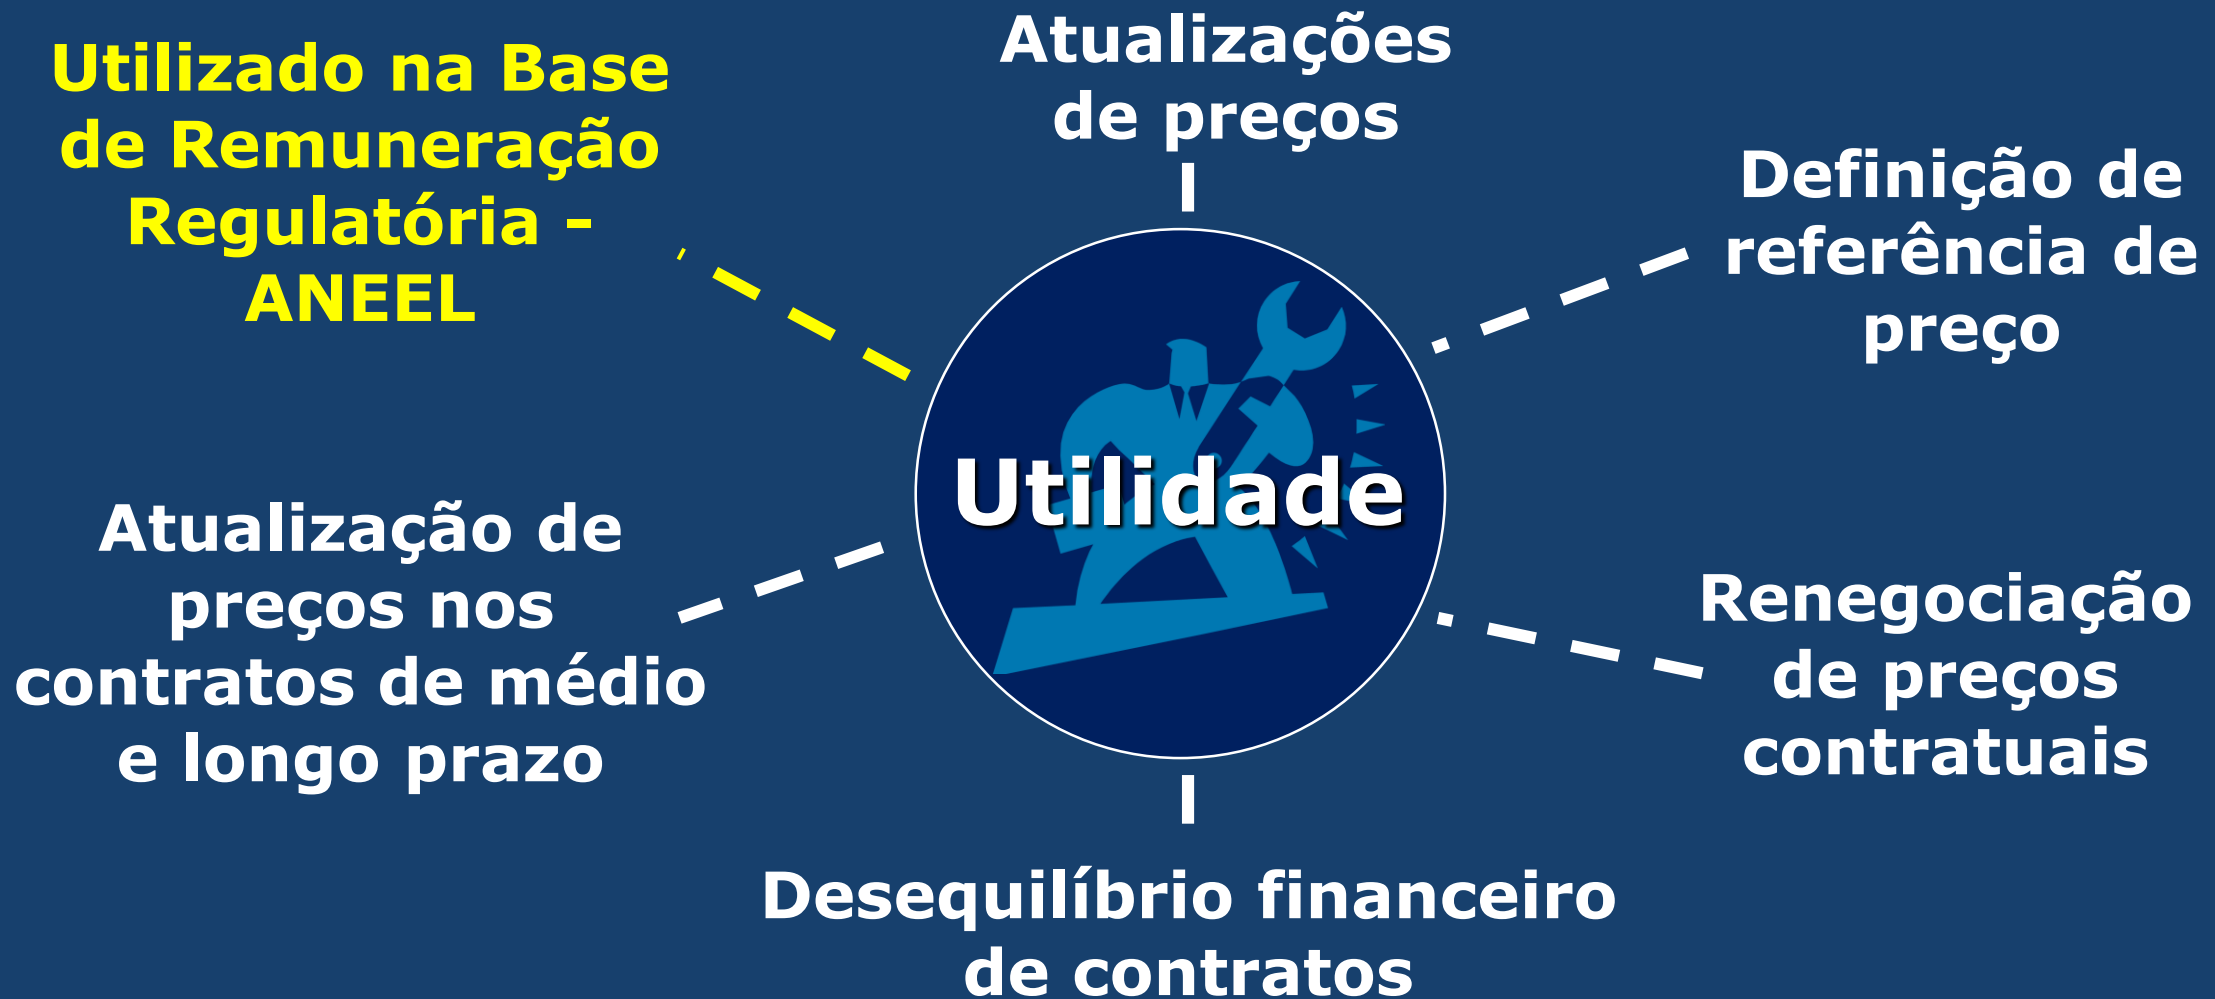 Utilizado na Base
de Remuneração
Regulatória -
ANEEL
Atualizações
de preços
Definição de
referência de
preço
Utilidade
Atualização de
preços nos
contratos de médio
e longo prazo
Renegociação
de preços
contratuais
Desequilíbrio financeiro
de contratos